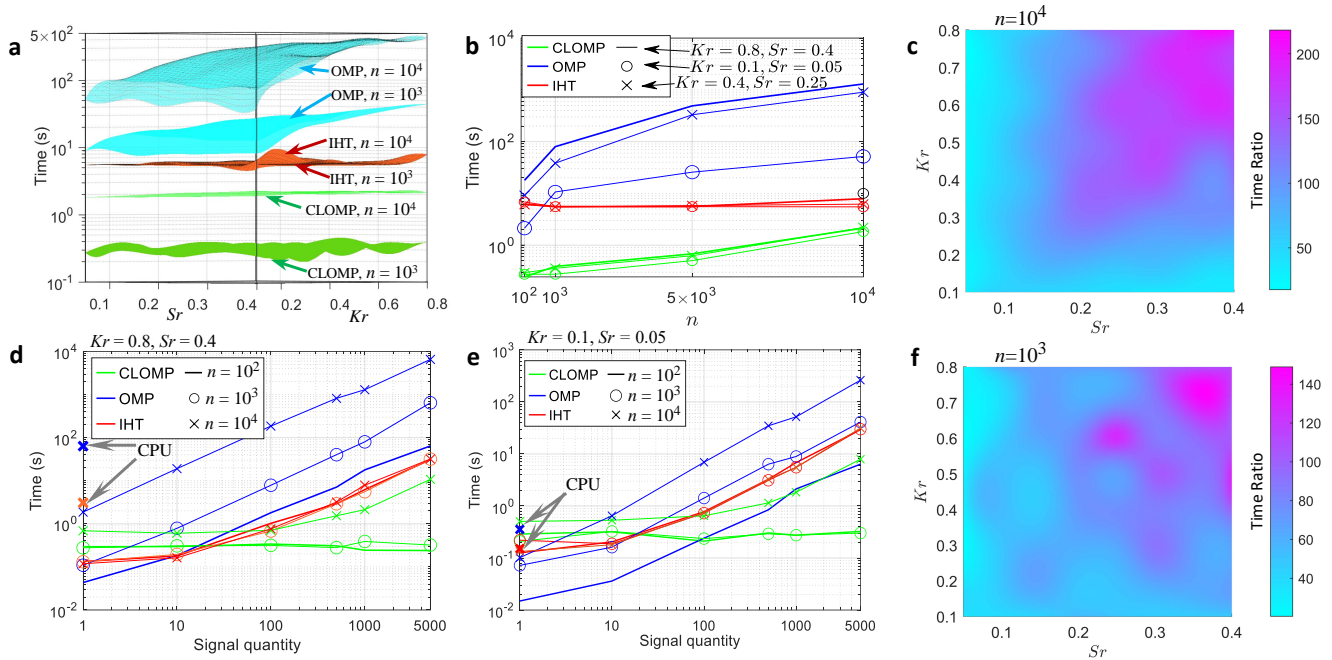 a
5×10²
10²
10¹
10⁰
10⁻¹
Time (s)
OMP, n = 10⁴
OMP, n = 10³
IHT, n = 10⁴
IHT, n = 10³
CLOMP, n = 10⁴
CLOMP, n = 10³
0.1 0.2 0.3 0.4 0.2 0.4 0.6 0.8
Sr Kr
b
10⁴
10²
10⁰
Time (s)
CLOMP
OMP
IHT
Kr = 0.8, Sr = 0.4
Kr = 0.1, Sr = 0.05
Kr = 0.4, Sr = 0.25
10² 10³ 5×10³ 10⁴
n
c
n=10⁴
0.8
0.7
0.6
0.5
0.4
0.3
0.2
0.1
Kr
0.1 0.2 0.3 0.4
Sr
200
150
100
50
Time Ratio
d
Kr = 0.8, Sr = 0.4
10⁴
10²
10⁰
10⁻²
Time (s)
CLOMP n = 10²
OMP n = 10³
IHT n = 10⁴
CPU
1 10 100 1000 5000
Signal quantity
e
Kr = 0.1, Sr = 0.05
10³
10²
10¹
10⁰
10⁻¹
10⁻²
Time (s)
CLOMP n = 10²
OMP n = 10³
IHT n = 10⁴
CPU
1 10 100 1000 5000
Signal quantity
f
n=10³
0.8
0.7
0.6
0.5
0.4
0.3
0.2
0.1
Kr
0.1 0.2 0.3 0.4
Sr
140
120
100
80
60
40
Time Ratio